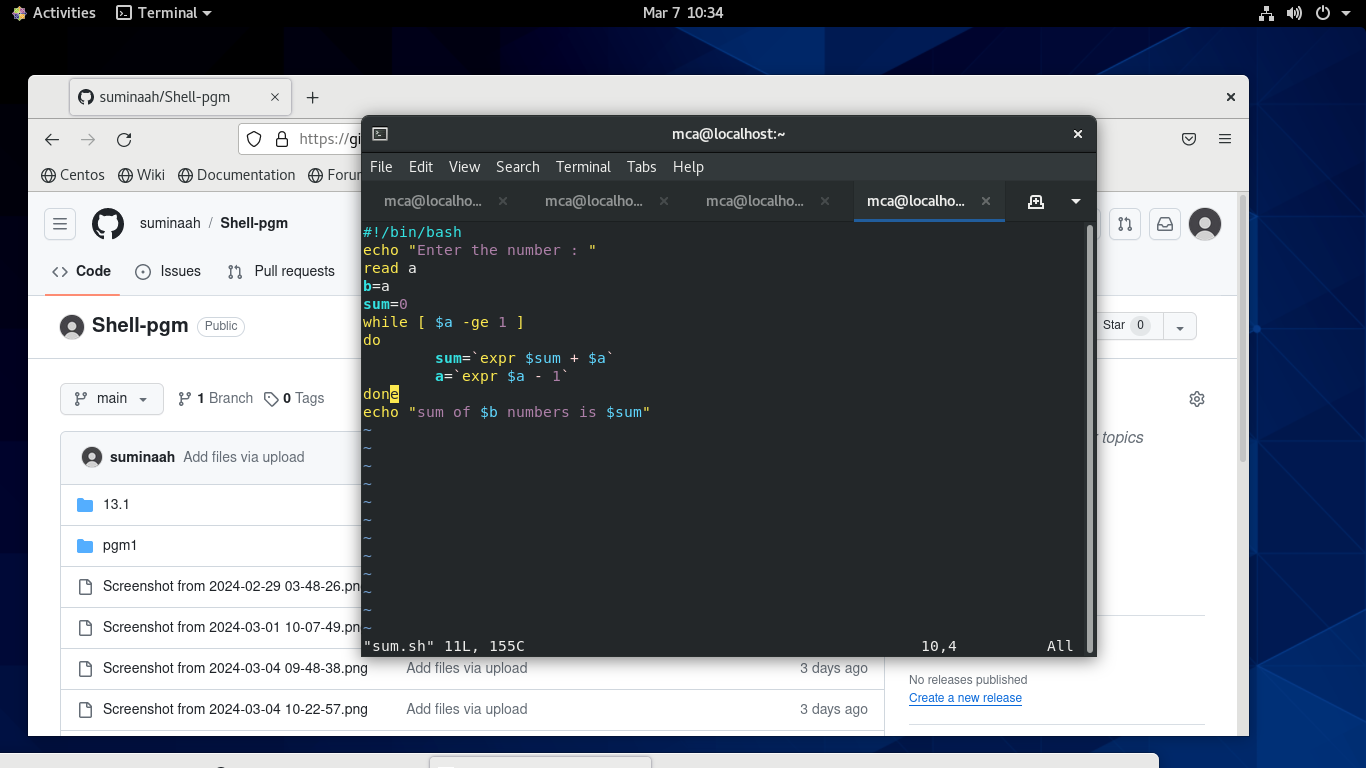 Activities Terminal Mar 7 10:34
suminaah/Shell-pgm
https://gi
Centos Wiki Documentation Forur
suminaah / Shell-pgm
Code Issues Pull requests
Shell-pgm Public
Star 0
main 1 Branch 0 Tags
topics
suminaah Add files via upload
13.1
pgm1
Screenshot from 2024-02-29 03-48-26.png
Screenshot from 2024-03-01 10-07-49.png
Screenshot from 2024-03-04 09-48-38.png Add files via upload 3 days ago
Screenshot from 2024-03-04 10-22-57.png Add files via upload 3 days ago
No releases published
Create a new release
mca@localhost:~
File Edit View Search Terminal Tabs Help
mca@localho... mca@localho... mca@localho... mca@localho...
#!/bin/bash
echo "Enter the number : "
read a
b=a
sum=0
while [ $a -ge 1 ]
do
sum=`expr $sum + $a`
a=`expr $a - 1`
done
echo "sum of $b numbers is $sum"
~
~
~
~
~
~
~
~
~
~
~
~
"sum.sh" 11L, 155C 10,4 All